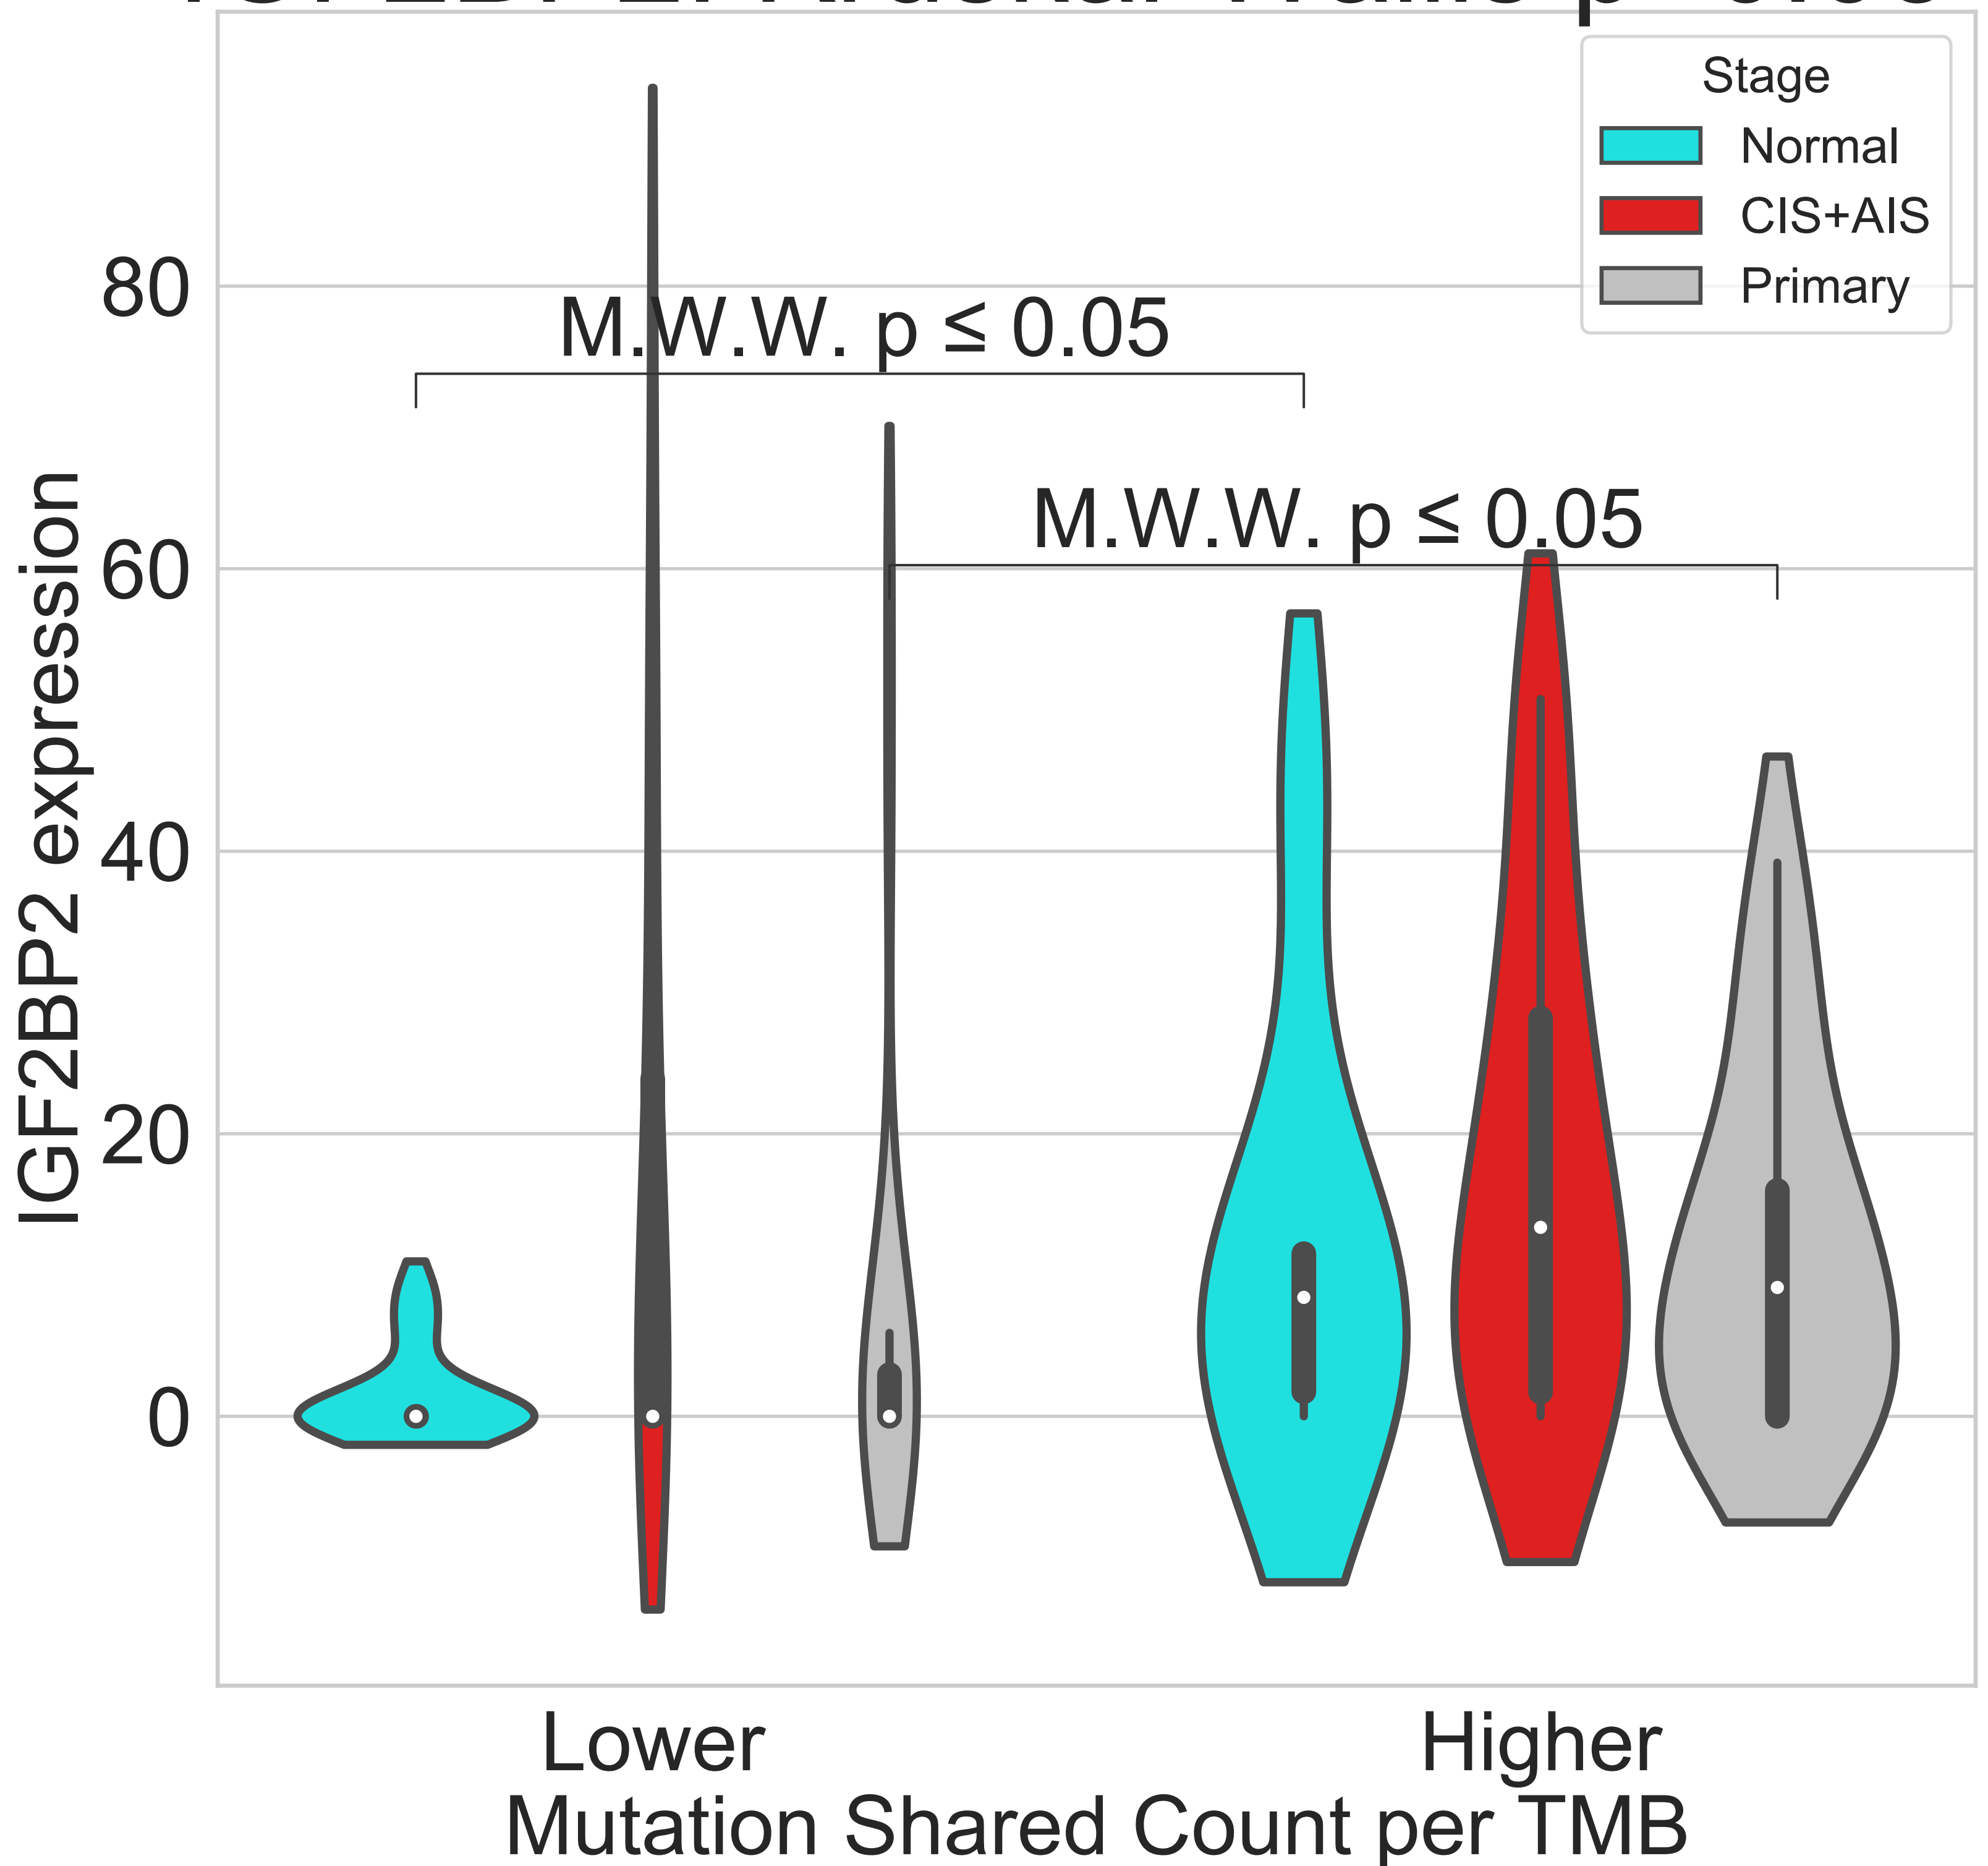 Stage
Normal
CIS+AIS
Primary
80
M.W.W. p ≤ 0.05
M.W.W. p ≤ 0.05
60
40
20
0
IGF2BP2 expression
Lower
Higher
Mutation Shared Count per TMB